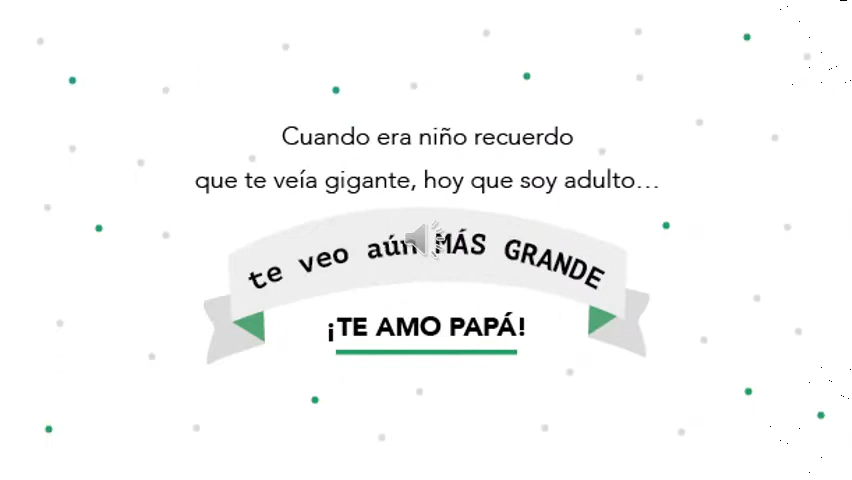 Cuando era niño recuerdo
que te veía gigante, hoy que soy adulto...
te veo aún MÁS GRANDE
¡TE AMO PAPÁ!